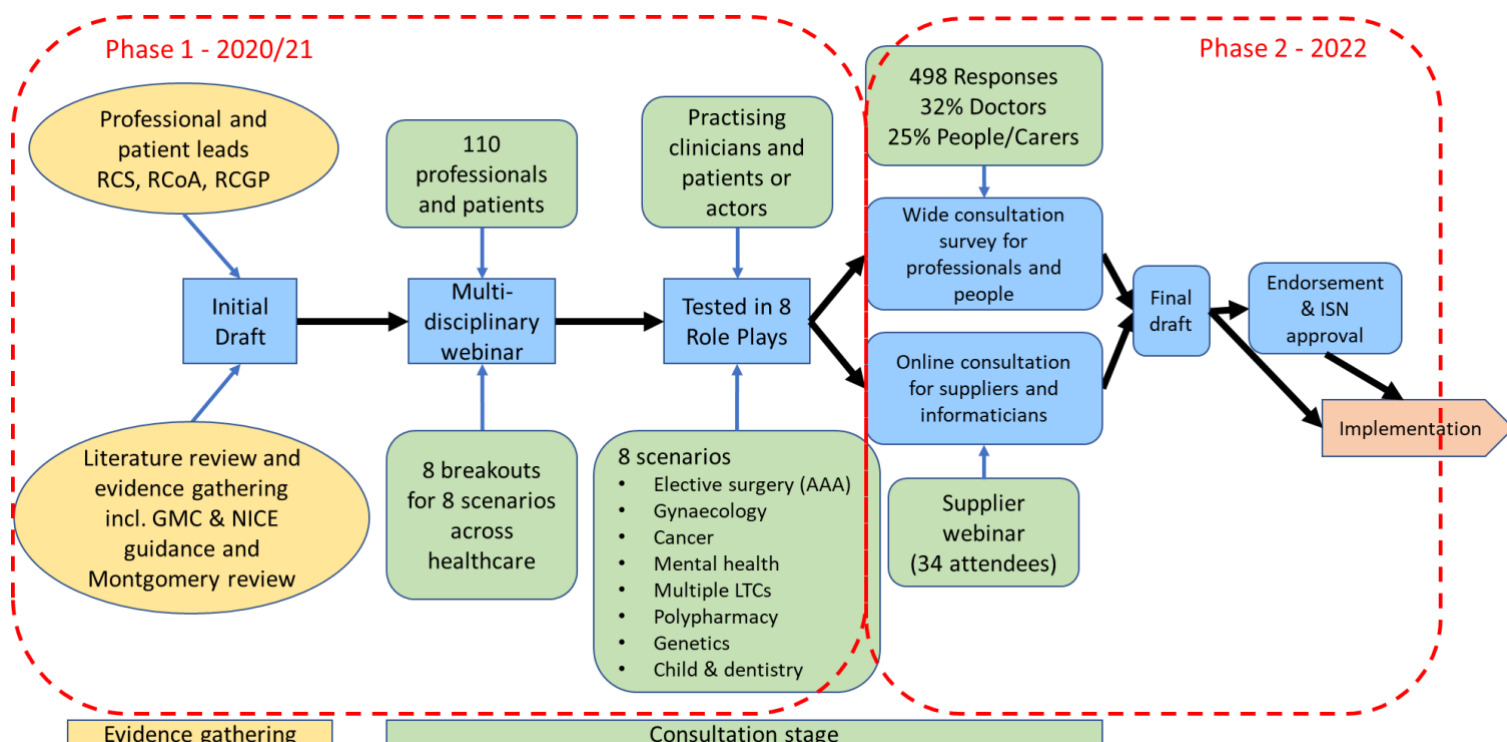 Phase 1 - 2020/21
Phase 2 - 2022
Professional and
patient leads
RCS, RCoA, RCGP
110
professionals
and patients
Practising
clinicians and
patients or
actors
498 Responses
32% Doctors
25% People/Carers
Initial
Draft
Multi-
disciplinary
webinar
Tested in 8
Role Plays
Wide consultation
survey for
professionals and
people
Online consultation
for suppliers and
informaticians
Final
draft
Endorsement
& ISN
approval
Implementation
Literature review and
evidence gathering
incl. GMC & NICE
guidance and
Montgomery review
8 breakouts
for 8 scenarios
across
healthcare
8 scenarios
• Elective surgery (AAA)
• Gynaecology
• Cancer
• Mental health
• Multiple LTCs
• Polypharmacy
• Genetics
• Child & dentistry
Supplier
webinar
(34 attendees)
Evidence gathering
Consultation stage